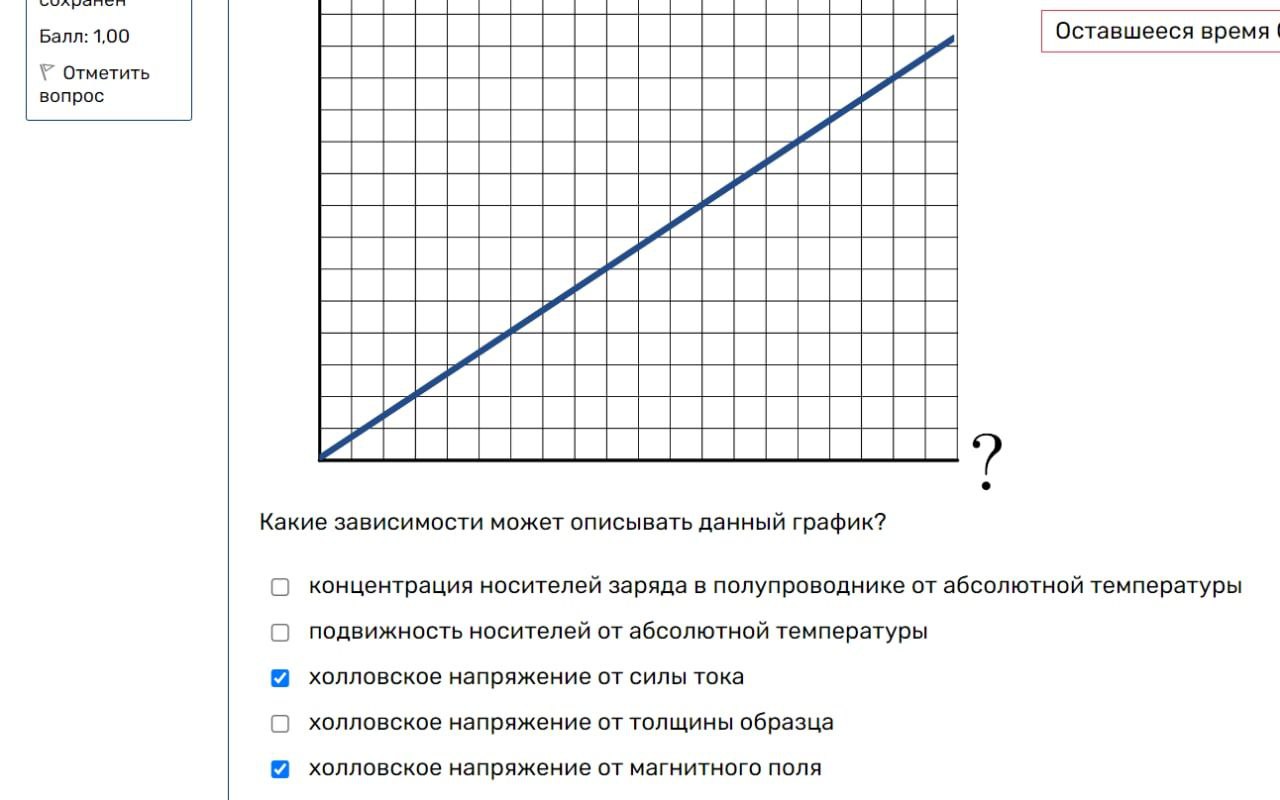 сохранен
Балл: 1,00
Отметить
вопрос
Оставшееся время
?
Какие зависимости может описывать данный график?
концентрация носителей заряда в полупроводнике от абсолютной температуры
подвижность носителей от абсолютной температуры
холловское напряжение от силы тока
холловское напряжение от толщины образца
холловское напряжение от магнитного поля